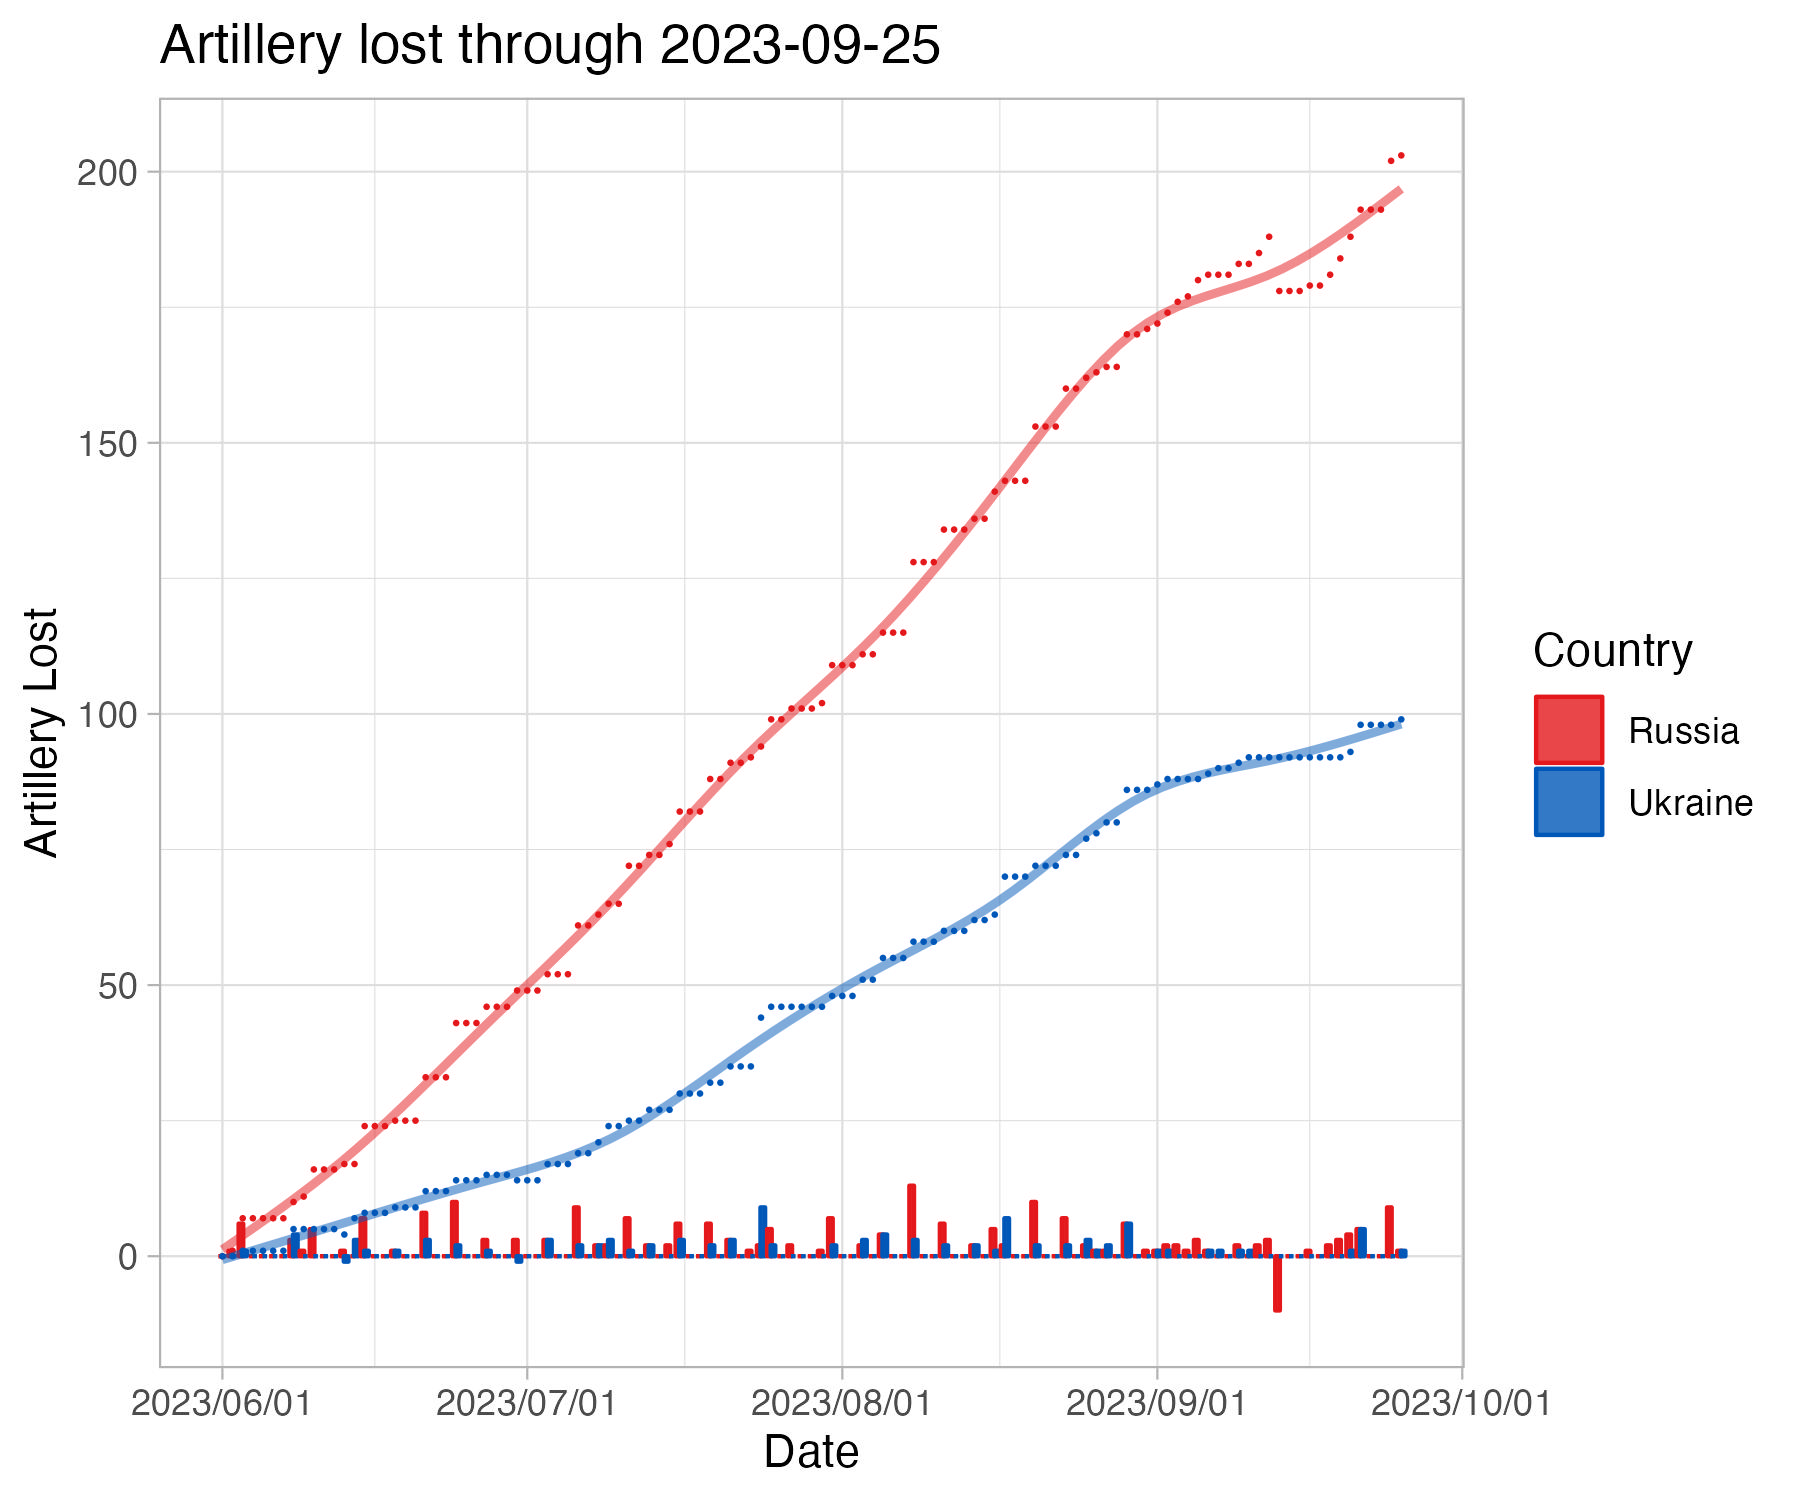 Artillery lost through 2023-09-25
Artillery Lost
200
150
100
50
0
2023/06/01
2023/07/01
2023/08/01
2023/09/01
2023/10/01
Date
Country
Russia
Ukraine